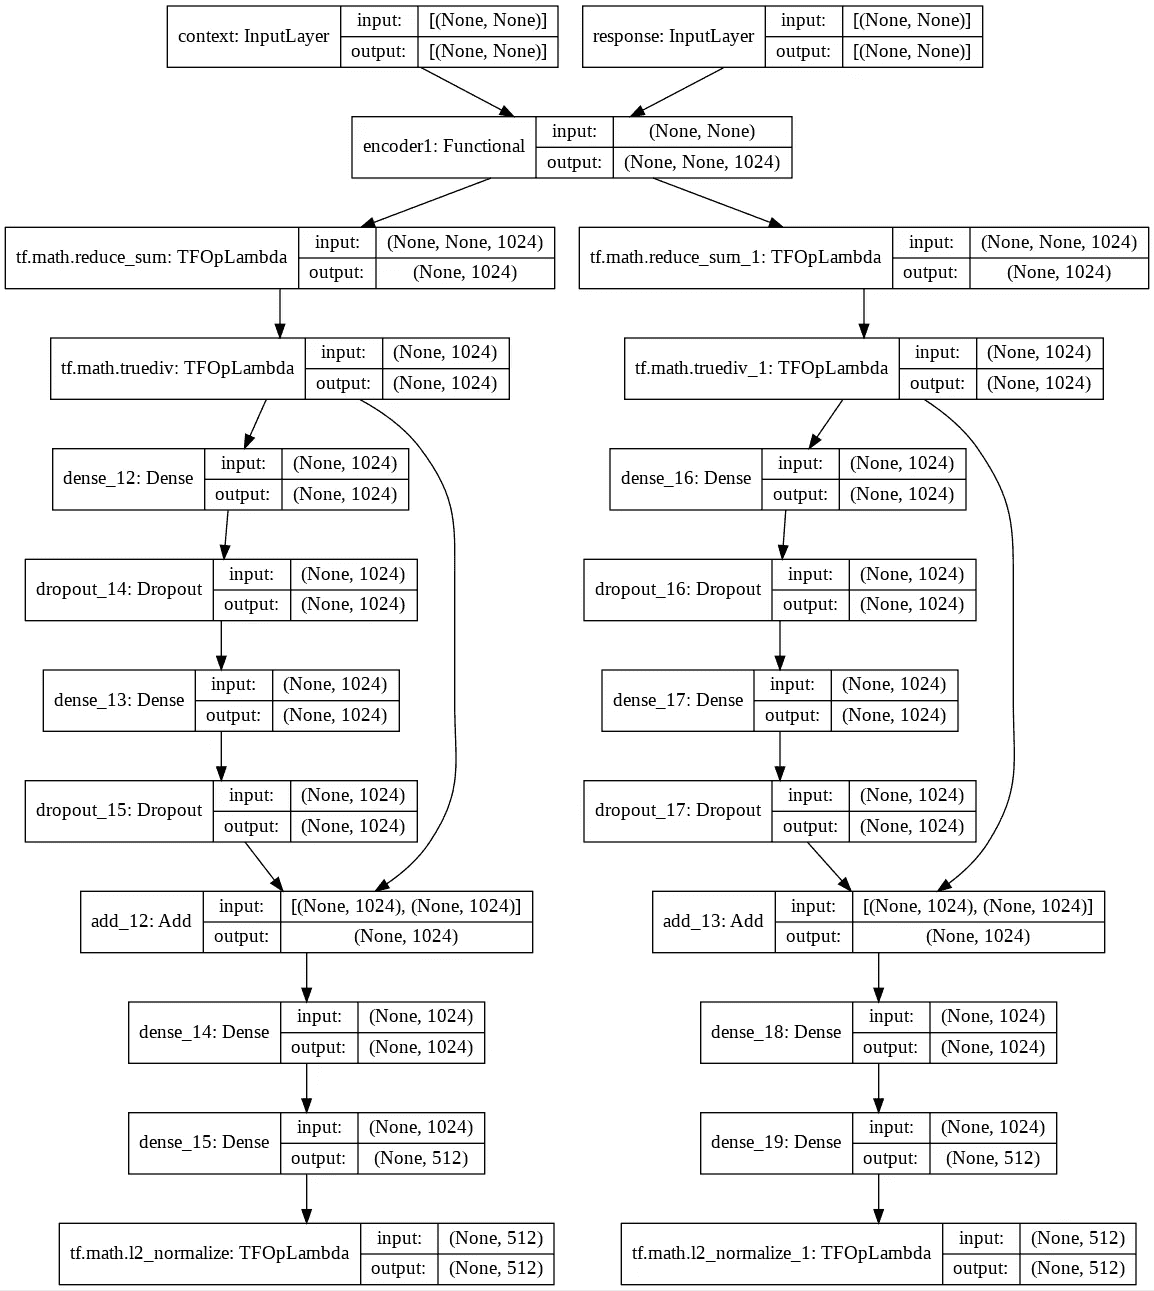 context: InputLayer
input:
[(None, None)]
output:
[(None, None)]
response: InputLayer
input:
[(None, None)]
output:
[(None, None)]
encoder1: Functional
input:
(None, None)
output:
(None, None, 1024)
tf.math.reduce_sum: TFOpLambda
input:
(None, None, 1024)
output:
(None, 1024)
tf.math.reduce_sum_1: TFOpLambda
input:
(None, None, 1024)
output:
(None, 1024)
tf.math.truediv: TFOpLambda
input:
(None, 1024)
output:
(None, 1024)
tf.math.truediv_1: TFOpLambda
input:
(None, 1024)
output:
(None, 1024)
dense_12: Dense
input:
(None, 1024)
output:
(None, 1024)
dense_16: Dense
input:
(None, 1024)
output:
(None, 1024)
dropout_14: Dropout
input:
(None, 1024)
output:
(None, 1024)
dropout_16: Dropout
input:
(None, 1024)
output:
(None, 1024)
dense_13: Dense
input:
(None, 1024)
output:
(None, 1024)
dense_17: Dense
input:
(None, 1024)
output:
(None, 1024)
dropout_15: Dropout
input:
(None, 1024)
output:
(None, 1024)
dropout_17: Dropout
input:
(None, 1024)
output:
(None, 1024)
add_12: Add
input:
[(None, 1024), (None, 1024)]
output:
(None, 1024)
add_13: Add
input:
[(None, 1024), (None, 1024)]
output:
(None, 1024)
dense_14: Dense
input:
(None, 1024)
output:
(None, 1024)
dense_18: Dense
input:
(None, 1024)
output:
(None, 1024)
dense_15: Dense
input:
(None, 1024)
output:
(None, 512)
dense_19: Dense
input:
(None, 1024)
output:
(None, 512)
tf.math.l2_normalize: TFOpLambda
input:
(None, 512)
output:
(None, 512)
tf.math.l2_normalize_1: TFOpLambda
input:
(None, 512)
output:
(None, 512)